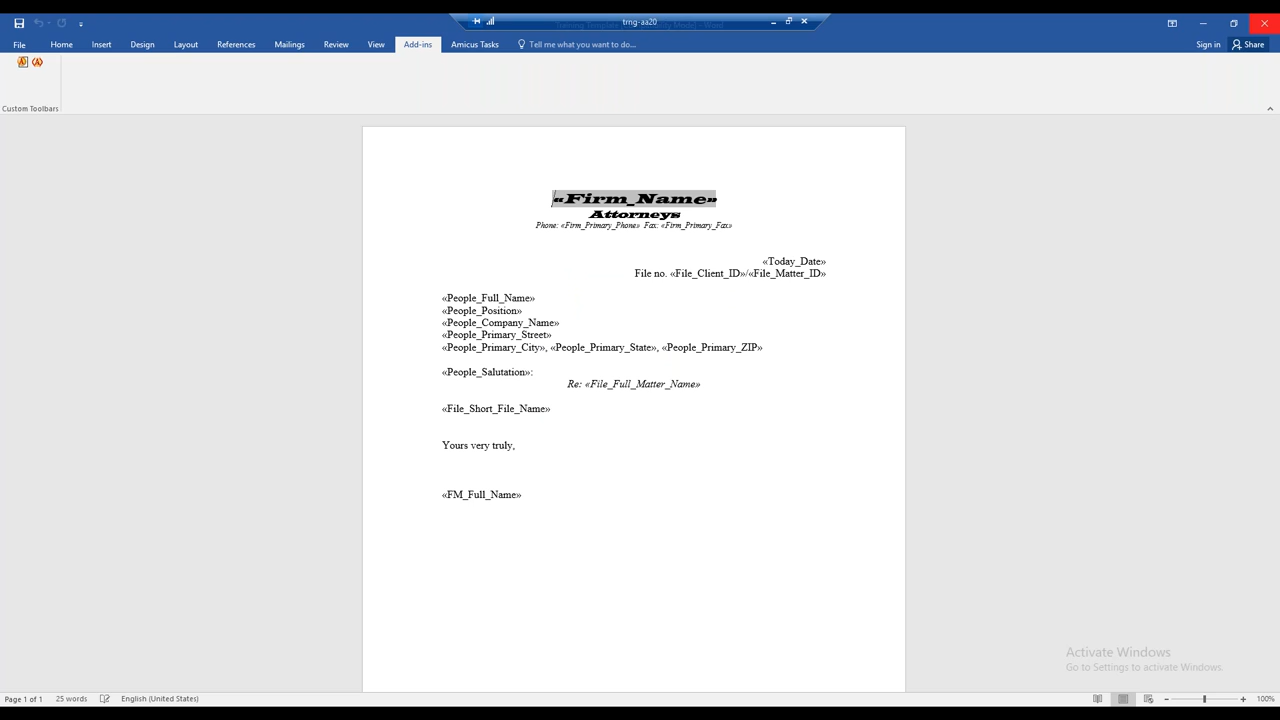 trng-aa20
File Home Insert Design Layout References Mailings Review View Add-ins Amicus Tasks Tell me what you want to do... Sign in Share
Custom Toolbars
«Firm_Name»
Attorneys
Phone: «Firm_Primary_Phone» Fax: «Firm_Primary_Fax»
«Today_Date»
File no. «File_Client_ID»/«File_Matter_ID»
«People_Full_Name»
«People_Position»
«People_Company_Name»
«People_Primary_Street»
«People_Primary_City», «People_Primary_State», «People_Primary_ZIP»
«People_Salutation»:
Re: «File_Full_Matter_Name»
«File_Short_File_Name»
Yours very truly,
«FM_Full_Name»
Activate Windows
Go to Settings to activate Windows.
Page 1 of 1 25 words English (United States) 100%